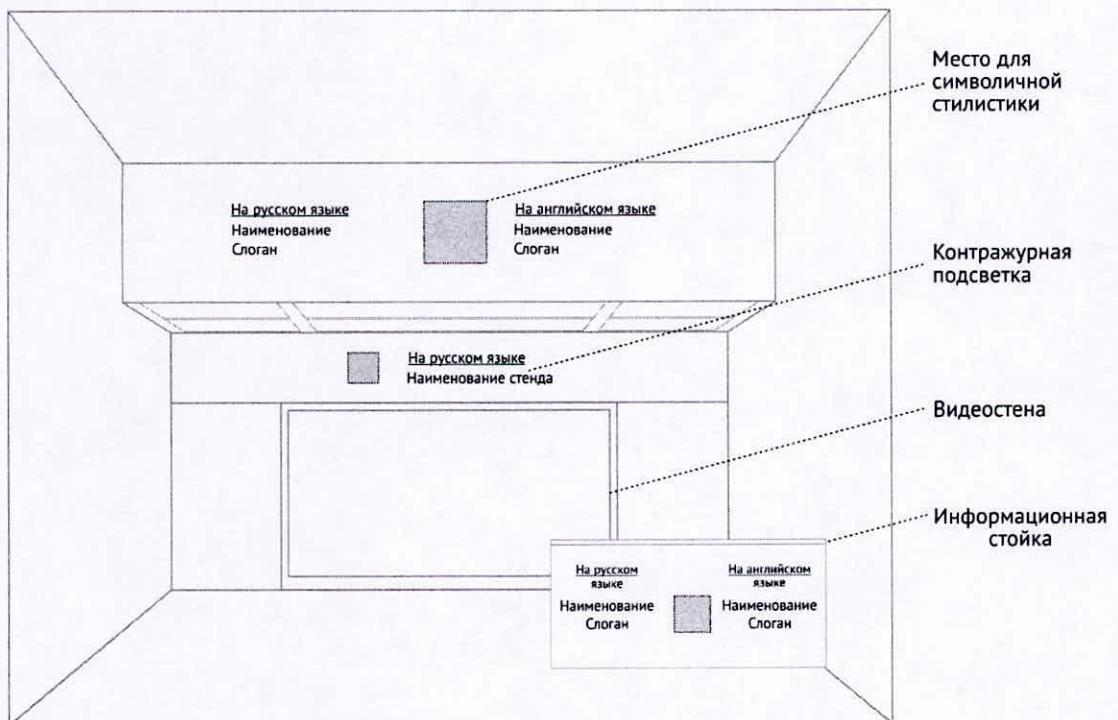 Место для
символичной
стилистики
На русском языке
Наименование
Слоган
На английском языке
Наименование
Слоган
Контражурная
подсветка
На русском языке
Наименование стенда
Видеостена
Информационная
стойка
На русском
языке
Наименование
Слоган
На английском
языке
Наименование
Слоган